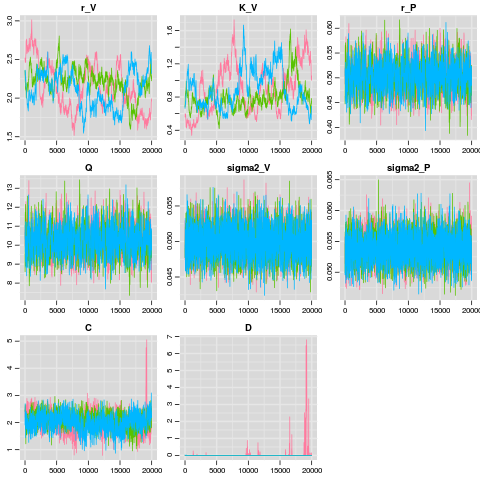 r_V K_V r_P
3.0 2.5 2.0 1.5
0 5000 10000 15000 20000
1.6 1.2 0.8 0.4
0 5000 10000 15000 20000
0.60 0.55 0.50 0.45 0.40
0 5000 10000 15000 20000
Q sigma2_V sigma2_P
13 12 11 10 9 8
0 5000 10000 15000 20000
0.055 0.050 0.045
0 5000 10000 15000 20000
0.065 0.060 0.055 0.050
0 5000 10000 15000 20000
C D
5 4 3 2 1
0 5000 10000 15000 20000
7 6 5 4 3 2 1 0
0 5000 10000 15000 20000